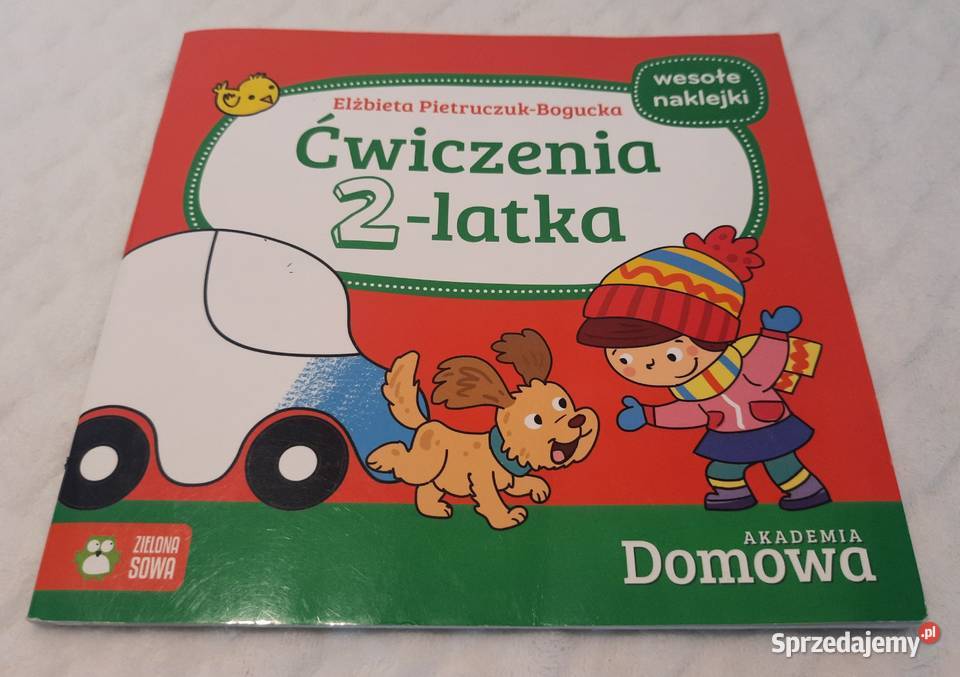 wesołe
naklejki
Elżbieta Pietruczuk-Bogucka
Ćwiczenia
2-latka
ZIELONA
SOWA
AKADEMIA
Domowa
Sprzedajemy.pl